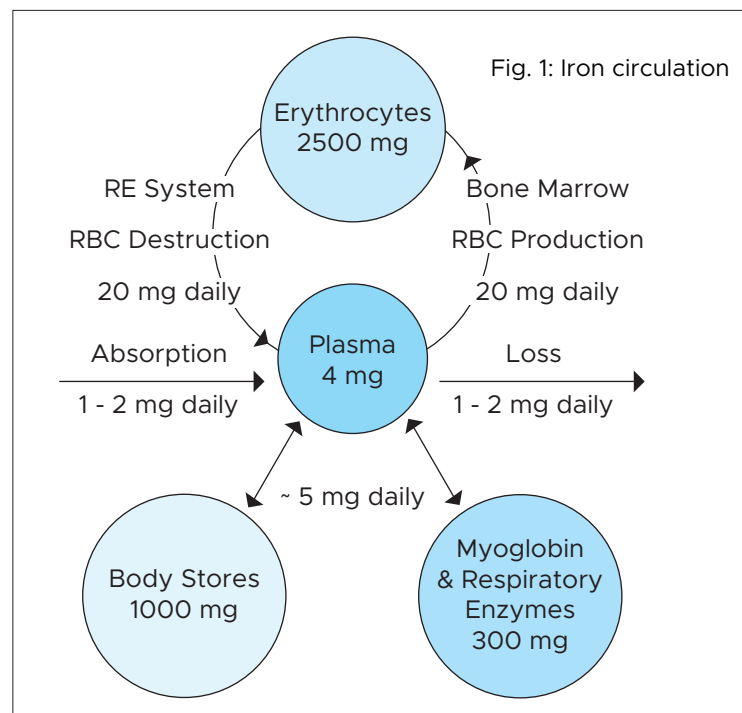 Fig. 1: Iron circulation
Erythrocytes
2500 mg
RE System
Bone Marrow
RBC Destruction
RBC Production
20 mg daily
20 mg daily
Plasma
4 mg
Absorption
Loss
1 - 2 mg daily
1 - 2 mg daily
~ 5 mg daily
Body Stores
1000 mg
Myoglobin
& Respiratory
Enzymes
300 mg